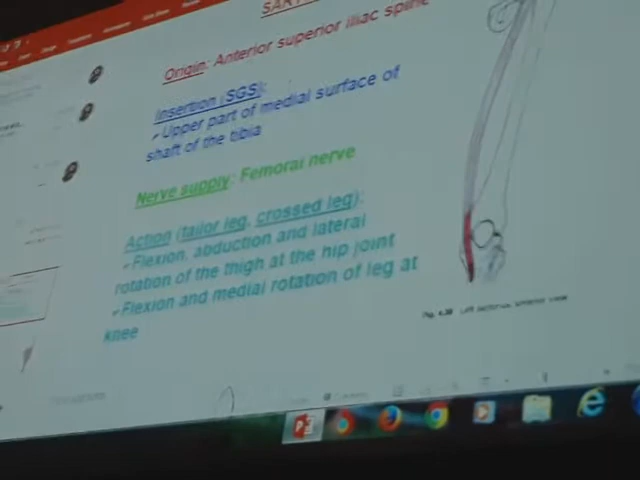 Origin: Anterior superior iliac spine
Insertion (SGS):
✓Upper part of medial surface of
shaft of the tibia
Nerve supply: Femoral nerve
Action (tailor leg, crossed leg):
✓Flexion, abduction and lateral
rotation of the thigh at the hip joint
✓Flexion and medial rotation of leg at
knee